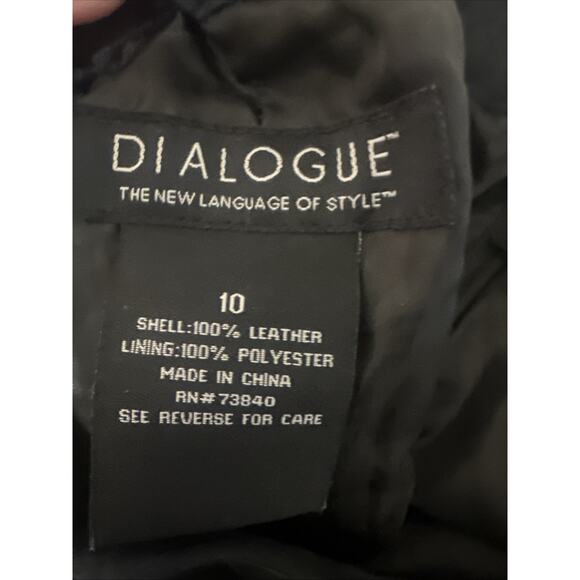 DIALOGUE™
THE NEW LANGUAGE OF STYLE™
10
SHELL:100% LEATHER
LINING:100% POLYESTER
MADE IN CHINA
RN# 73840
SEE REVERSE FOR CARE